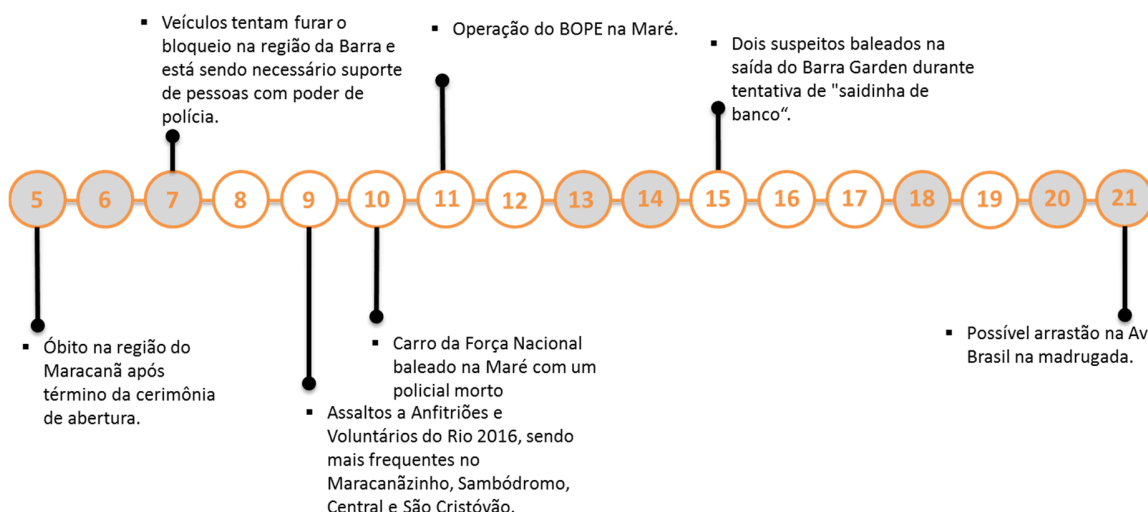 ▪ Veículos tentam furar o
bloqueio na região da Barra e
está sendo necessário suporte
de pessoas com poder de
polícia.
▪ Operação do BOPE na Maré.
▪ Dois suspeitos baleados na
saída do Barra Garden durante
tentativa de "saidinha de
banco“.
5 6 7 8 9 10 11 12 13 14 15 16 17 18 19 20 21
▪ Óbito na região do
Maracanã após
término da cerimônia
de abertura.
▪ Carro da Força Nacional
baleado na Maré com um
policial morto
▪ Assaltos a Anfitriões e
Voluntários do Rio 2016, sendo
mais frequentes no
Maracanãzinho, Sambódromo,
Central e São Cristóvão.
▪ Possível arrastão na Av
Brasil na madrugada.